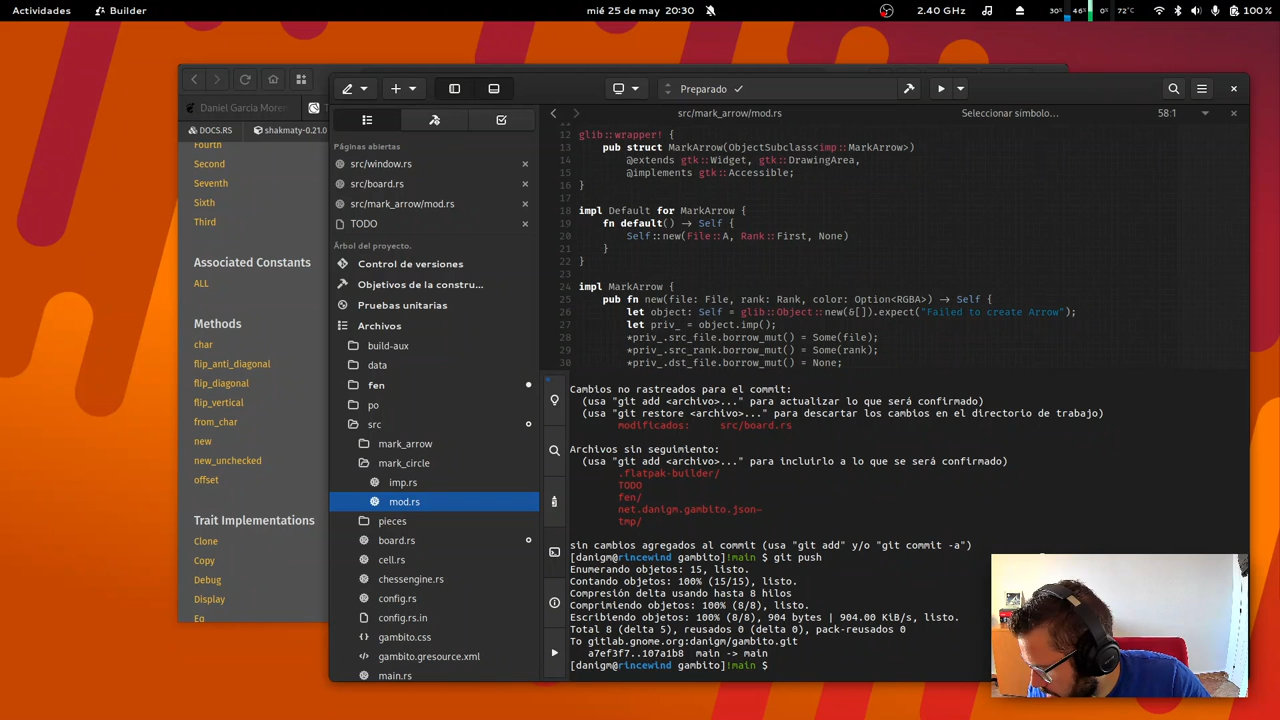 Actividades
Builder
mié 25 de may 20:30
2.40 GHz
30%
46%
0%
72°C
100 %
Daniel Garcia More
T
DOCS.RS
shakmaty-0.21.0
Fourth
Second
Seventh
Sixth
Third
Associated Constants
ALL
Methods
char
flip_anti_diagonal
flip_diagonal
flip_vertical
from_char
new
new_unchecked
offset
Trait Implementations
Clone
Copy
Debug
Display
Eq
Preparado
Páginas abiertas
src/window.rs
src/board.rs
src/mark_arrow/mod.rs
TODO
Árbol del proyecto.
Control de versiones
Objetivos de la constru…
Pruebas unitarias
Archivos
build-aux
data
fen
po
src
mark_arrow
mark_circle
imp.rs
mod.rs
pieces
board.rs
cell.rs
chessengine.rs
config.rs
config.rs.in
gambito.css
gambito.gresource.xml
main.rs
src/mark_arrow/mod.rs
Seleccionar símbolo…
58:1
11
12 glib::wrapper! {
13 pub struct MarkArrow(ObjectSubclass<imp::MarkArrow>)
14 @extends gtk::Widget, gtk::DrawingArea,
15 @implements gtk::Accessible;
16 }
17
18 impl Default for MarkArrow {
19 fn default() -> Self {
20 Self::new(File::A, Rank::First, None)
21 }
22 }
23
24 impl MarkArrow {
25 pub fn new(file: File, rank: Rank, color: Option<RGBA>) -> Self {
26 let object: Self = glib::Object::new(&[]).expect("Failed to create Arrow");
27 let priv_ = object.imp();
28 *priv_.src_file.borrow_mut() = Some(file);
29 *priv_.src_rank.borrow_mut() = Some(rank);
30 *priv_.dst_file.borrow_mut() = None;
Cambios no rastreados para el commit:
(usa "git add <archivo>..." para actualizar lo que será confirmado)
(usa "git restore <archivo>..." para descartar los cambios en el directorio de trabajo)
modificados: src/board.rs
Archivos sin seguimiento:
(usa "git add <archivo>..." para incluirlo a lo que se será confirmado)
.flatpak-builder/
TODO
fen/
net.danigm.gambito.json~
tmp/
sin cambios agregados al commit (usa "git add" y/o "git commit -a")
[danigm@rincewind gambito]!main $ git push
Enumerando objetos: 15, listo.
Contando objetos: 100% (15/15), listo.
Compresión delta usando hasta 8 hilos
Comprimiendo objetos: 100% (8/8), listo.
Escribiendo objetos: 100% (8/8), 904 bytes | 904.00 KiB/s, listo.
Total 8 (delta 5), reusados 0 (delta 0), pack-reusados 0
To gitlab.gnome.org:danigm/gambito.git
a7ef3f7..107a1b8 main -> main
[danigm@rincewind gambito]!main $